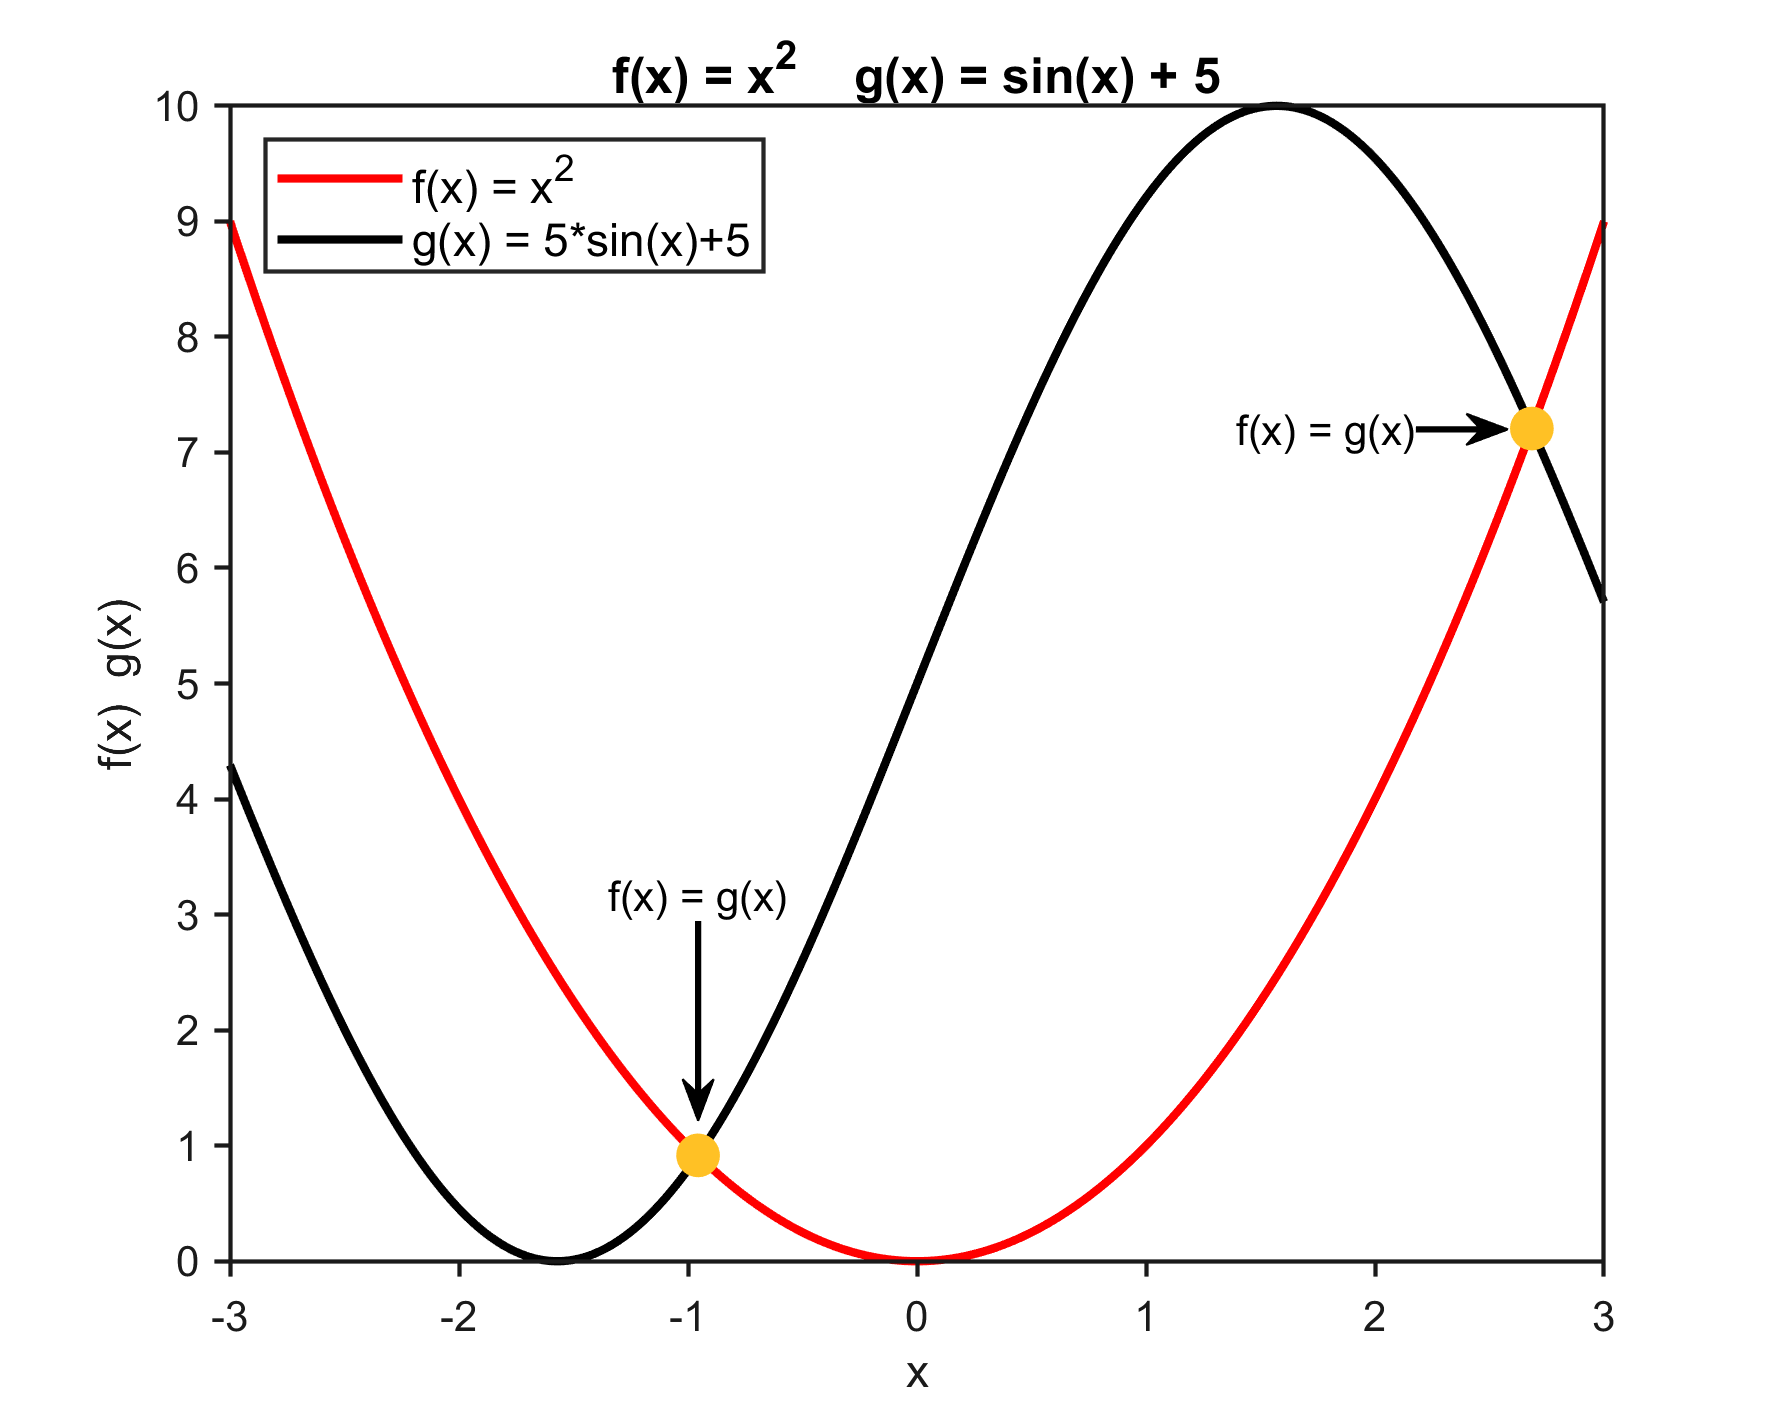 f(x) = x² g(x) = sin(x) + 5
f(x) = x²
g(x) = 5*sin(x)+5
10
9
8
7
6
5
4
3
2
1
0
f(x) g(x)
f(x) = g(x)
f(x) = g(x)
-3 -2 -1 0 1 2 3
x